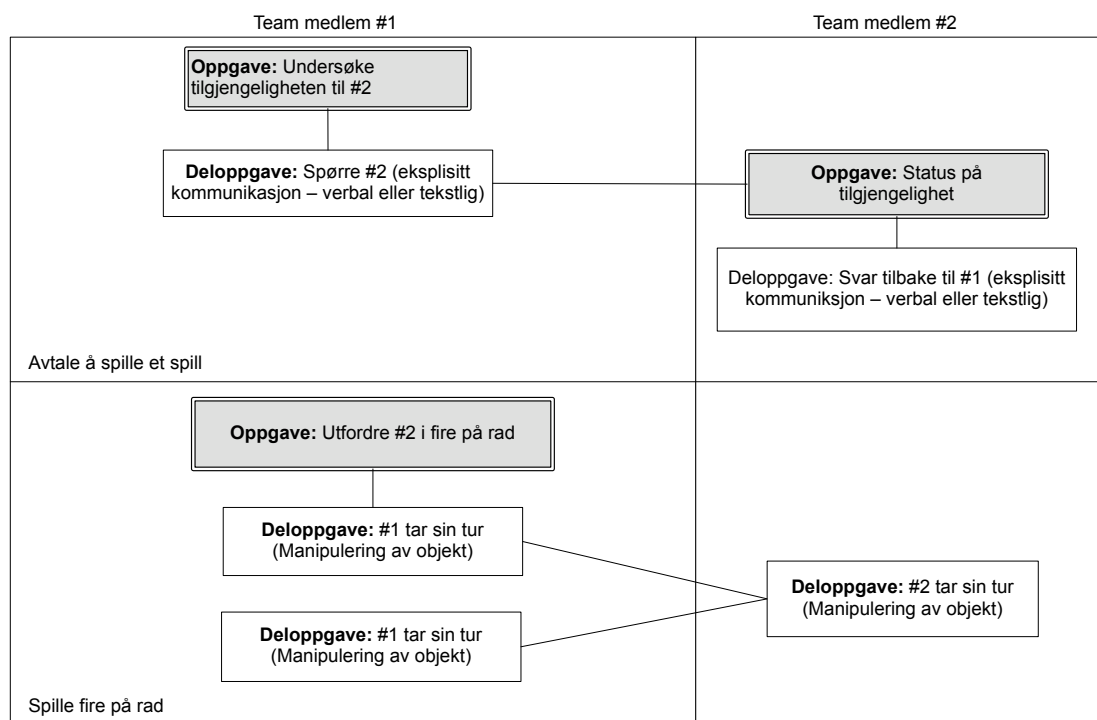 Team medlem #1
Team medlem #2
Oppgave: Undersøke
tilgjengeligheten til #2
Deloppgave: Spørre #2 (eksplisitt
kommunikasjon – verbal eller tekstlig)
Oppgave: Status på
tilgjengelighet
Deloppgave: Svar tilbake til #1 (eksplisitt
kommuniksjon – verbal eller tekstlig)
Avtale å spille et spill
Oppgave: Utfordre #2 i fire på rad
Deloppgave: #1 tar sin tur
(Manipulering av objekt)
Deloppgave: #2 tar sin tur
(Manipulering av objekt)
Deloppgave: #1 tar sin tur
(Manipulering av objekt)
Spille fire på rad